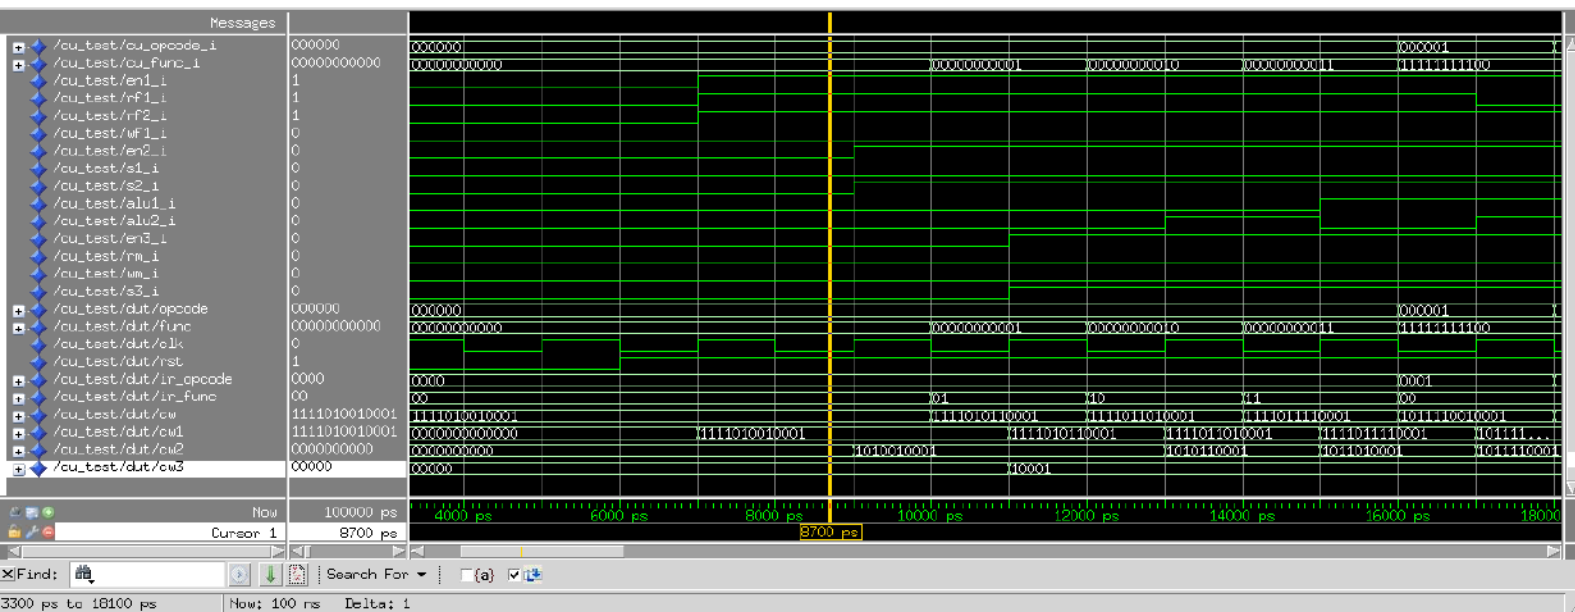 Messages
/cu_test/cu_opcode_i 000000 000000 000001
/cu_test/cu_func_i 00000000000 00000000000 00000000001 00000000010 00000000011 11111111100
/cu_test/en1_i 1
/cu_test/rf1_i 1
/cu_test/rf2_i 1
/cu_test/wf1_i 0
/cu_test/en2_i 0
/cu_test/s1_i 0
/cu_test/s2_i 0
/cu_test/alu1_i 0
/cu_test/alu2_i 0
/cu_test/en3_i 0
/cu_test/rm_i 0
/cu_test/wm_i 0
/cu_test/s3_i 0
/cu_test/dut/opcode 000000 000000 000001
/cu_test/dut/func 00000000000 00000000000 00000000001 00000000010 00000000011 11111111100
/cu_test/dut/clk 0
/cu_test/dut/rst 1
/cu_test/dut/ir_opcode 0000 0000 0001
/cu_test/dut/ir_func 00 00 01 10 11 00
/cu_test/dut/cw 1111010010001 1111010010001 1111010110001 1111011010001 1111011110001 1011110010001
/cu_test/dut/cw1 1111010010001 0000000000000 1111010010001 1111010110001 1111011010001 1111011110001 101111...
/cu_test/dut/cw2 0000000000 0000000000 1010010001 1010110001 1011010001 1011110001
/cu_test/dut/cw3 00000 00000 10001
Now 100000 ps 4000 ps 6000 ps 8000 ps 10000 ps 12000 ps 14000 ps 16000 ps 18000
Cursor 1 8700 ps 8700 ps
Find: Search For {a}
3300 ps to 18100 ps Now: 100 ns Delta: 1